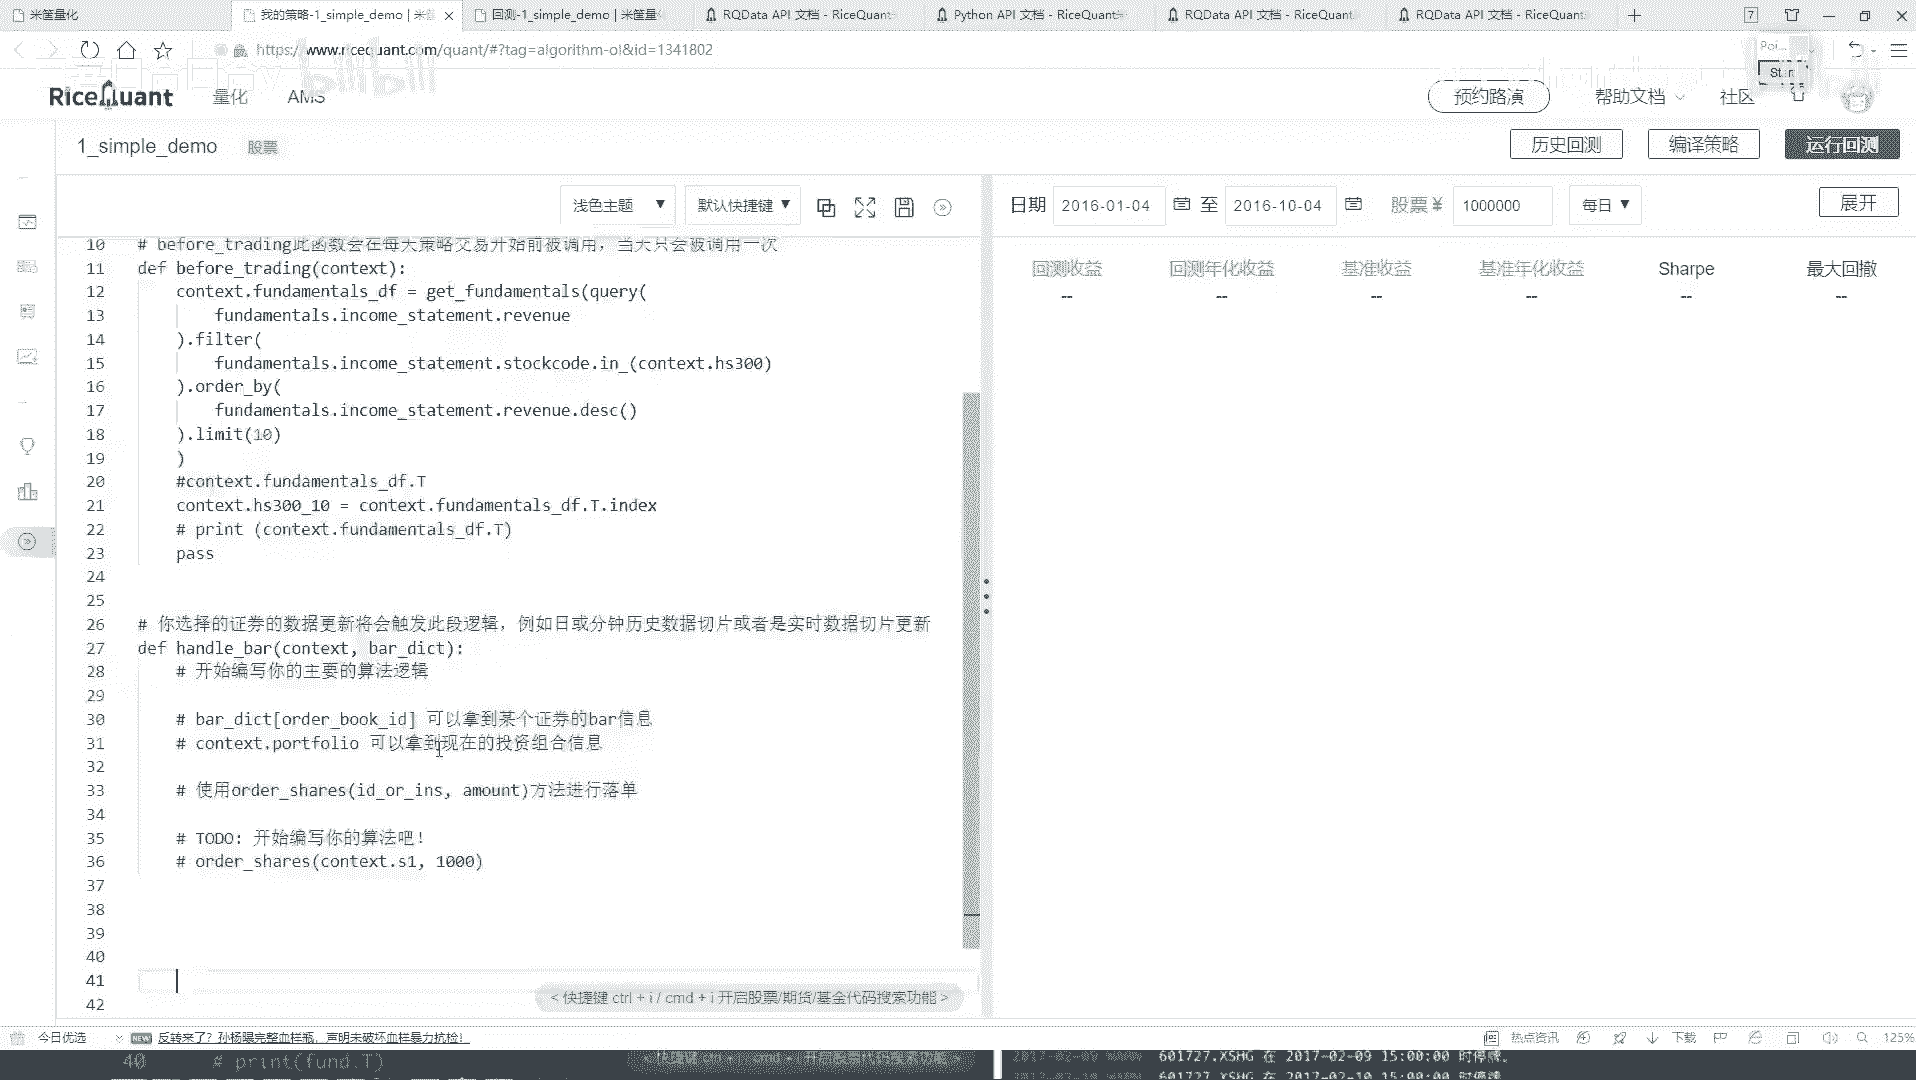 米筐量化
我的策略-1_simple_demo | 米筐
回测-1_simple_demo | 米筐量
RQData API 文档 - RiceQuant
Python API 文档 - RiceQuant
RQData API 文档 - RiceQuant
RQData API 文档 - RiceQuant
7
https://www.ricequant.com/quant/#?tag=algorithm-ol&id=1341802
Poi...
Start
bilibili
RiceQuant
量化
AMS
预约路演
帮助文档
社区
1_simple_demo
股票
历史回测
编译策略
运行回测
浅色主题
默认快捷键
日期 2016-01-04 至 2016-10-04 股票¥ 1000000 每日
展开
回测收益 回测年化收益 基准收益 基准年化收益 Sharpe 最大回撤
-- -- -- -- -- --
10 # before_trading此函数会在每天策略交易开始前被调用，当天只会被调用一次
11 def before_trading(context):
12 context.fundamentals_df = get_fundamentals(query(
13 fundamentals.income_statement.revenue
14 ).filter(
15 fundamentals.income_statement.stockcode.in_(context.hs300)
16 ).order_by(
17 fundamentals.income_statement.revenue.desc()
18 ).limit(10)
19 )
20 #context.fundamentals_df.T
21 context.hs300_10 = context.fundamentals_df.T.index
22 # print (context.fundamentals_df.T)
23 pass
24
25
26 # 你选择的证券的数据更新将会触发此段逻辑，例如日或分钟历史数据切片或者是实时数据切片更新
27 def handle_bar(context, bar_dict):
28 # 开始编写你的主要的算法逻辑
29
30 # bar_dict[order_book_id] 可以拿到某个证券的bar信息
31 # context.portfolio 可以拿到现在的投资组合信息
32
33 # 使用order_shares(id_or_ins, amount)方法进行落单
34
35 # TODO: 开始编写你的算法吧！
36 # order_shares(context.s1, 1000)
37
38
39
40
41
42
< 快捷键 ctrl + i / cmd + i 开启股票/期货/基金代码搜索功能 >
今日优选
NEW
反转来了？孙杨曝完整血样瓶，声明未破坏血样暴力抗检！
热点资讯
下载
125%
40 # print(fund.T)
601727.XSHG 在 2017-02-09 15:00:00 时停牌。
601727.XSHG 在 2017-02-10 15:00:00 时停牌。